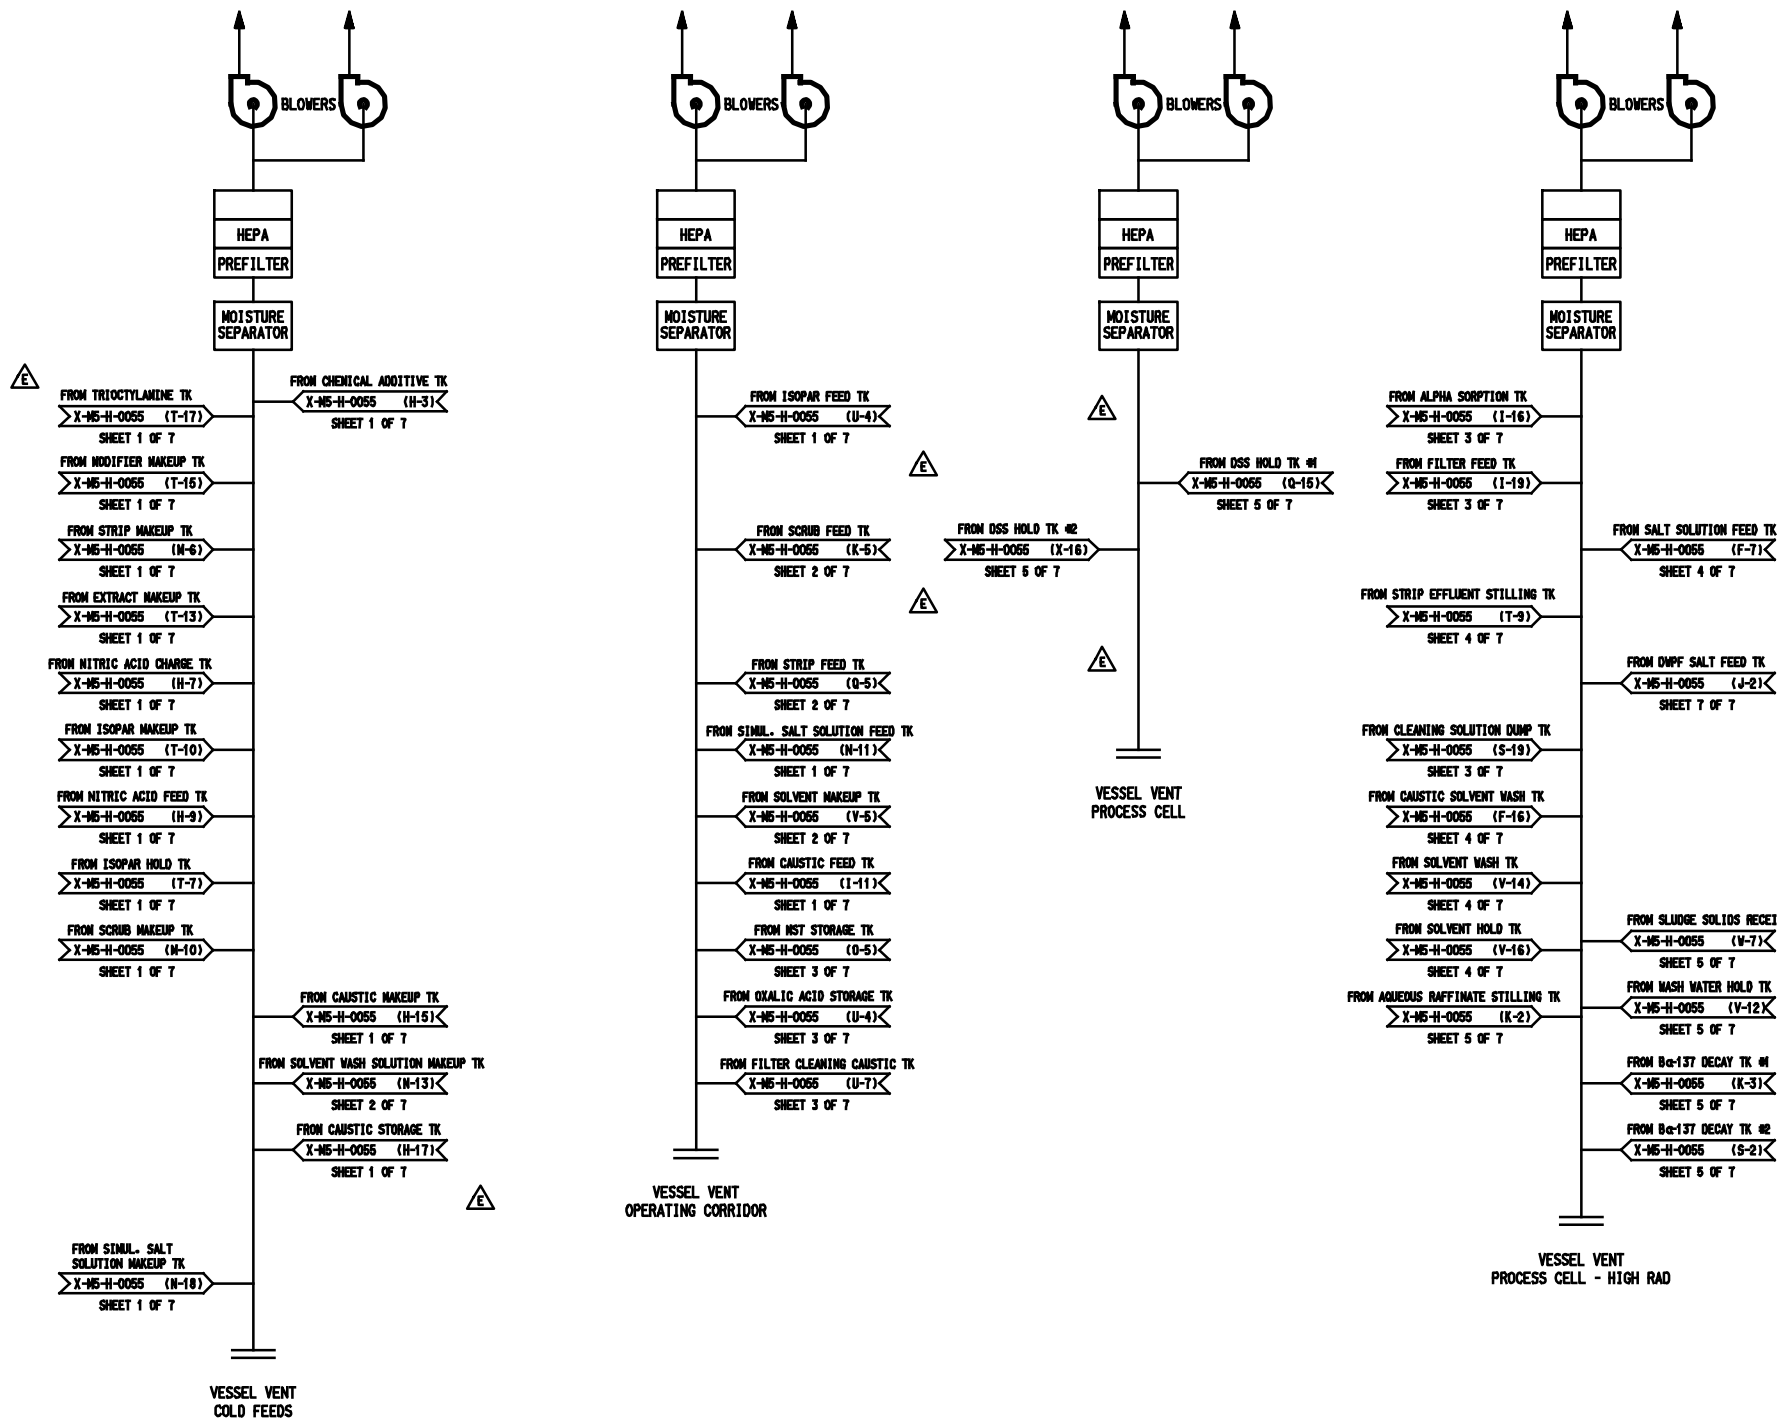 BLOWERS
HEPA
PREFILTER
MOISTURE
SEPARATOR
E
FROM CHEMICAL ADDITIVE TK
X-M5-H-0055 (H-3)
SHEET 1 OF 7
FROM TRIOCTYLAMINE TK
X-M5-H-0055 (T-17)
SHEET 1 OF 7
FROM MODIFIER MAKEUP TK
X-M5-H-0055 (T-15)
SHEET 1 OF 7
FROM STRIP MAKEUP TK
X-M5-H-0055 (N-6)
SHEET 1 OF 7
FROM EXTRACT MAKEUP TK
X-M5-H-0055 (T-13)
SHEET 1 OF 7
FROM NITRIC ACID CHARGE TK
X-M5-H-0055 (H-7)
SHEET 1 OF 7
FROM ISOPAR MAKEUP TK
X-M5-H-0055 (T-10)
SHEET 1 OF 7
FROM NITRIC ACID FEED TK
X-M5-H-0055 (H-9)
SHEET 1 OF 7
FROM ISOPAR HOLD TK
X-M5-H-0055 (T-7)
SHEET 1 OF 7
FROM SCRUB MAKEUP TK
X-M5-H-0055 (N-10)
SHEET 1 OF 7
FROM CAUSTIC MAKEUP TK
X-M5-H-0055 (H-15)
SHEET 1 OF 7
FROM SOLVENT WASH SOLUTION MAKEUP TK
X-M5-H-0055 (N-13)
SHEET 2 OF 7
FROM CAUSTIC STORAGE TK
X-M5-H-0055 (H-17)
SHEET 1 OF 7
E
FROM SIMUL. SALT
SOLUTION MAKEUP TK
X-M5-H-0055 (N-18)
SHEET 1 OF 7
VESSEL VENT
COLD FEEDS
BLOWERS
HEPA
PREFILTER
MOISTURE
SEPARATOR
FROM ISOPAR FEED TK
X-M5-H-0055 (U-4)
SHEET 1 OF 7
E
FROM SCRUB FEED TK
X-M5-H-0055 (K-5)
SHEET 2 OF 7
E
FROM STRIP FEED TK
X-M5-H-0055 (Q-5)
SHEET 2 OF 7
FROM SIMUL. SALT SOLUTION FEED TK
X-M5-H-0055 (N-11)
SHEET 1 OF 7
FROM SOLVENT MAKEUP TK
X-M5-H-0055 (V-5)
SHEET 2 OF 7
FROM CAUSTIC FEED TK
X-M5-H-0055 (I-11)
SHEET 1 OF 7
FROM MST STORAGE TK
X-M5-H-0055 (O-5)
SHEET 3 OF 7
FROM OXALIC ACID STORAGE TK
X-M5-H-0055 (U-4)
SHEET 3 OF 7
FROM FILTER CLEANING CAUSTIC TK
X-M5-H-0055 (U-7)
SHEET 3 OF 7
VESSEL VENT
OPERATING CORRIDOR
BLOWERS
HEPA
PREFILTER
MOISTURE
SEPARATOR
E
FROM DSS HOLD TK #1
X-M5-H-0055 (Q-15)
SHEET 5 OF 7
FROM DSS HOLD TK #2
X-M5-H-0055 (X-16)
SHEET 5 OF 7
E
VESSEL VENT
PROCESS CELL
BLOWERS
HEPA
PREFILTER
MOISTURE
SEPARATOR
FROM ALPHA SORPTION TK
X-M5-H-0055 (I-16)
SHEET 3 OF 7
FROM FILTER FEED TK
X-M5-H-0055 (I-19)
SHEET 3 OF 7
FROM SALT SOLUTION FEED TK
X-M5-H-0055 (F-7)
SHEET 4 OF 7
FROM STRIP EFFLUENT STILLING TK
X-M5-H-0055 (T-9)
SHEET 4 OF 7
FROM DWPF SALT FEED TK
X-M5-H-0055 (J-2)
SHEET 7 OF 7
FROM CLEANING SOLUTION DUMP TK
X-M5-H-0055 (S-19)
SHEET 3 OF 7
FROM CAUSTIC SOLVENT WASH TK
X-M5-H-0055 (F-16)
SHEET 4 OF 7
FROM SOLVENT WASH TK
X-M5-H-0055 (V-14)
SHEET 4 OF 7
FROM SOLVENT HOLD TK
X-M5-H-0055 (V-16)
SHEET 4 OF 7
FROM SLUDGE SOLIDS RECEI
X-M5-H-0055 (W-7)
SHEET 5 OF 7
FROM AQUEOUS RAFFINATE STILLING TK
X-M5-H-0055 (K-2)
SHEET 5 OF 7
FROM WASH WATER HOLD TK
X-M5-H-0055 (V-12)
SHEET 5 OF 7
FROM Ba-137 DECAY TK #1
X-M5-H-0055 (K-3)
SHEET 5 OF 7
FROM Ba-137 DECAY TK #2
X-M5-H-0055 (S-2)
SHEET 5 OF 7
VESSEL VENT
PROCESS CELL - HIGH RAD